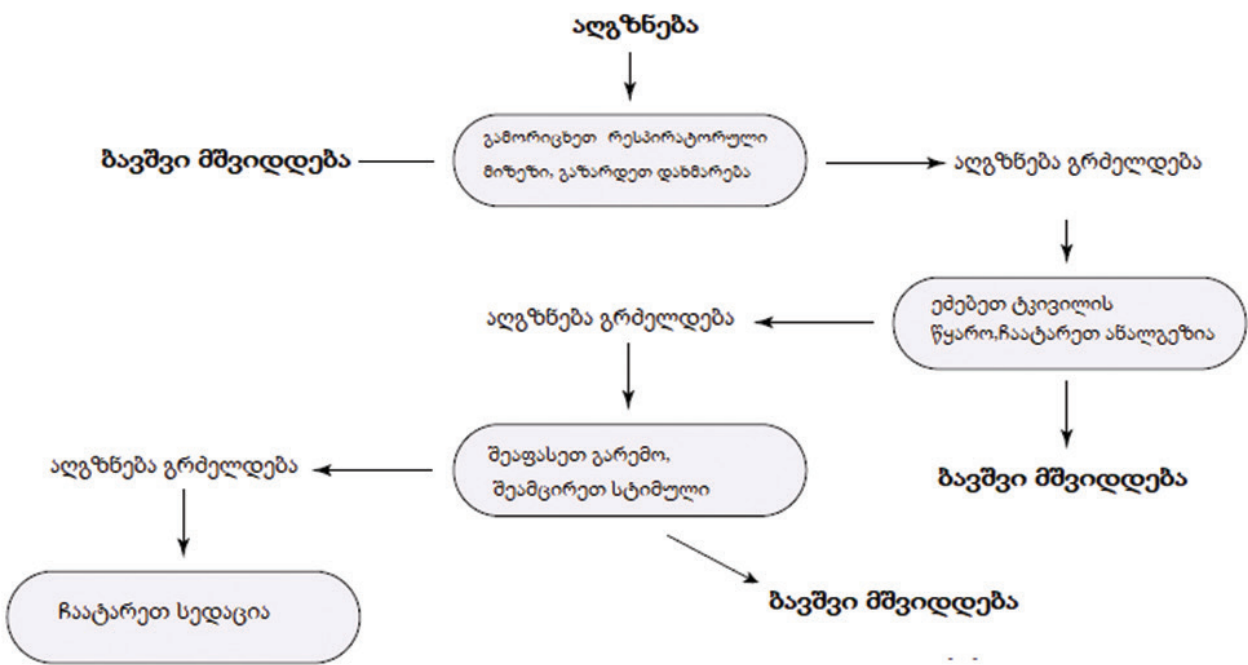 აღგზნება
გამორიცხეთ რესპირატორული
მიზეზი, გაზარდეთ დახმარება
ბავშვი მშვიდდება
აღგზნება გრძელდება
ეძებეთ ტკივილის
წყარო,ჩაატარეთ ანალგეზია
აღგზნება გრძელდება
ბავშვი მშვიდდება
შეაფასეთ გარემო,
შეამცირეთ სტიმული
აღგზნება გრძელდება
ბავშვი მშვიდდება
ჩაატარეთ სედაცია